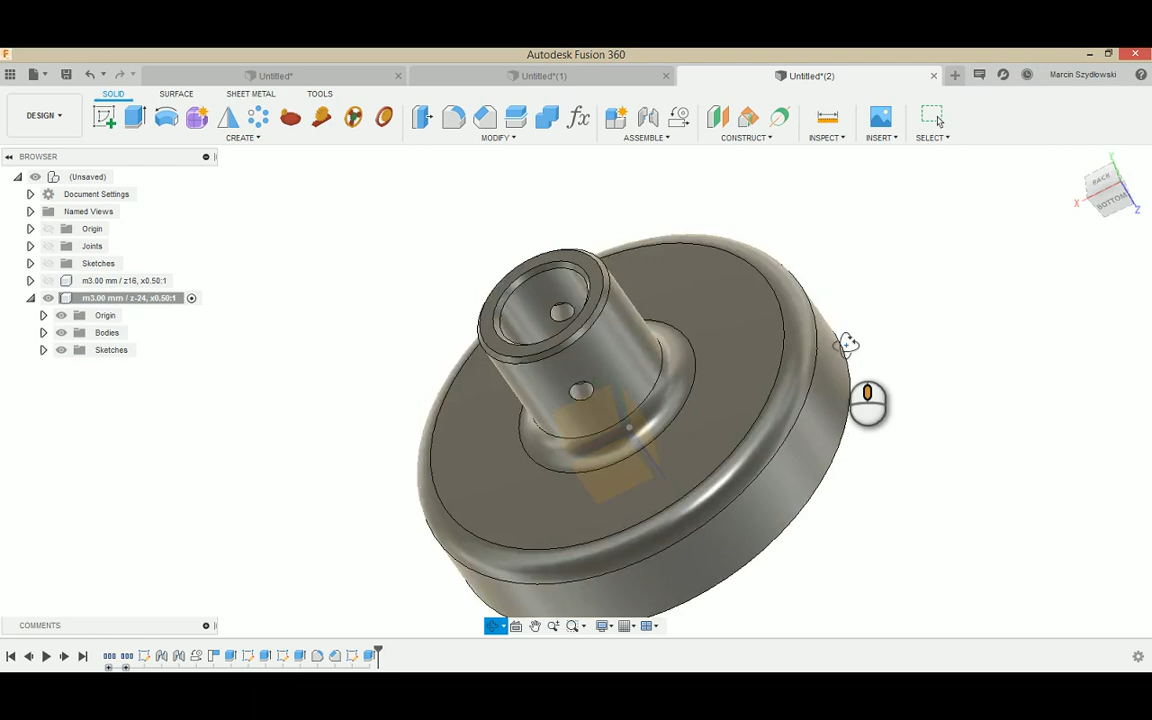 Autodesk Fusion 360
Untitled*
Untitled*(1)
Untitled*(2)
Marcin Szydłowski
SOLID
SURFACE
SHEET METAL
TOOLS
DESIGN
CREATE
MODIFY
ASSEMBLE
CONSTRUCT
INSPECT
INSERT
SELECT
BROWSER
(Unsaved)
Document Settings
Named Views
Origin
Joints
Sketches
m3.00 mm / z16, x0.50:1
m3.00 mm / z-24, x0.50:1
Origin
Bodies
Sketches
Y
BACK
X
BOTTOM
Z
COMMENTS